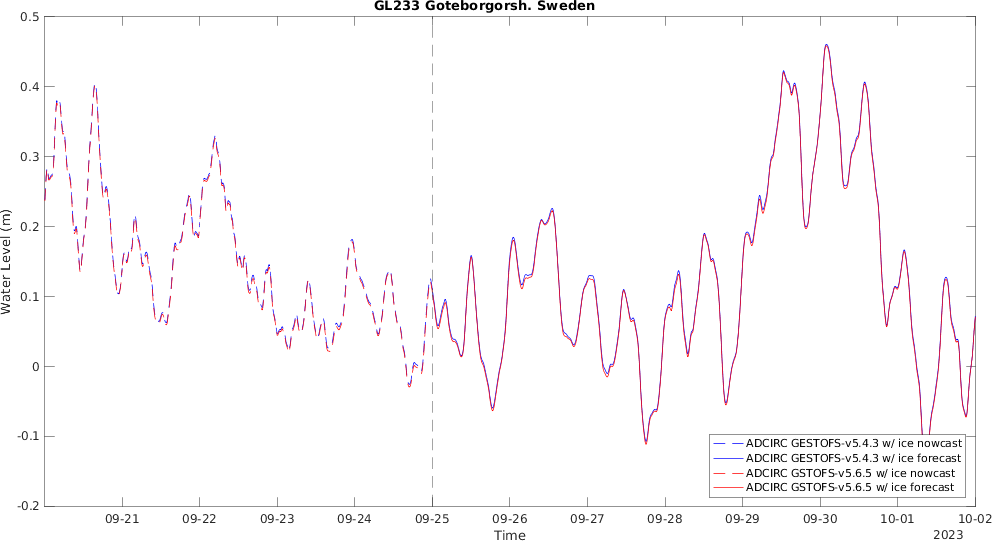 GL233 Goteborgorsh. Sweden
Water Level (m)
0.5
0.4
0.3
0.2
0.1
0
-0.1
-0.2
ADCIRC GESTOFS-v5.4.3 w/ ice nowcast
ADCIRC GESTOFS-v5.4.3 w/ ice forecast
ADCIRC GSTOFS-v5.6.5 w/ ice nowcast
ADCIRC GSTOFS-v5.6.5 w/ ice forecast
09-21 09-22 09-23 09-24 09-25 09-26 09-27 09-28 09-29 09-30 10-01 10-02
Time
2023